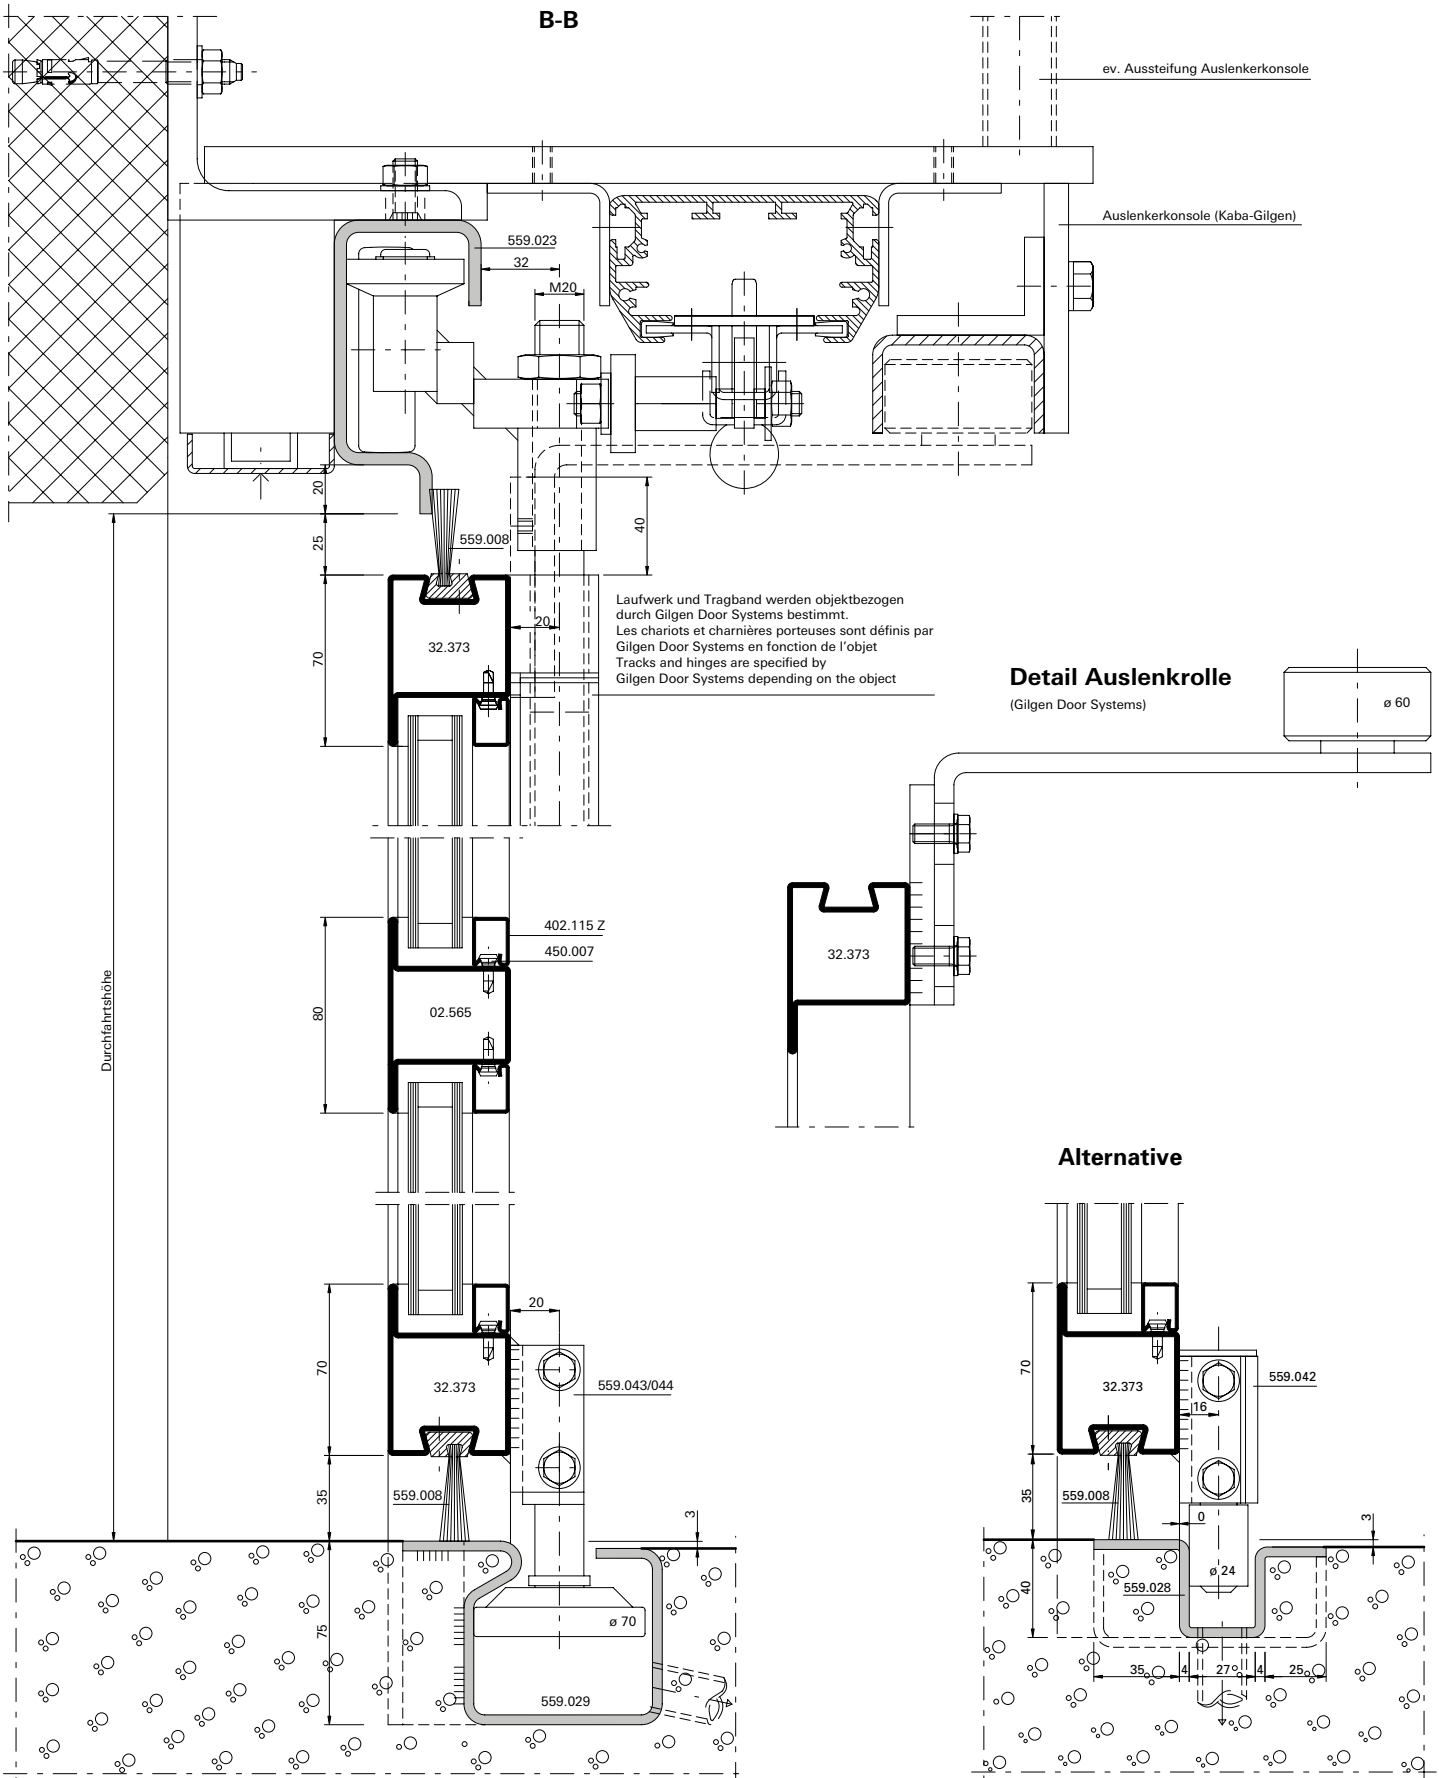 B-B
ev. Aussteifung Auslenkerkonsole
Auslenkerkonsole (Kaba-Gilgen)
559.023
32
M20
20
25
40
559.008
70
32.373
20
Laufwerk und Tragband werden objektbezogen
durch Gilgen Door Systems bestimmt.
Les chariots et charnières porteuses sont définis par
Gilgen Door Systems en fonction de l'objet
Tracks and hinges are specified by
Gilgen Door Systems depending on the object
Detail Auslenkrolle
(Gilgen Door Systems)
ø 60
32.373
402.115 Z
450.007
80
02.565
Durchfahrtshöhe
20
70
32.373
559.043/044
35
559.008
3
75
ø 70
559.029
Alternative
70
32.373
559.042
16
35
559.008
0
3
40
559.028
ø 24
35
4
27
4
25